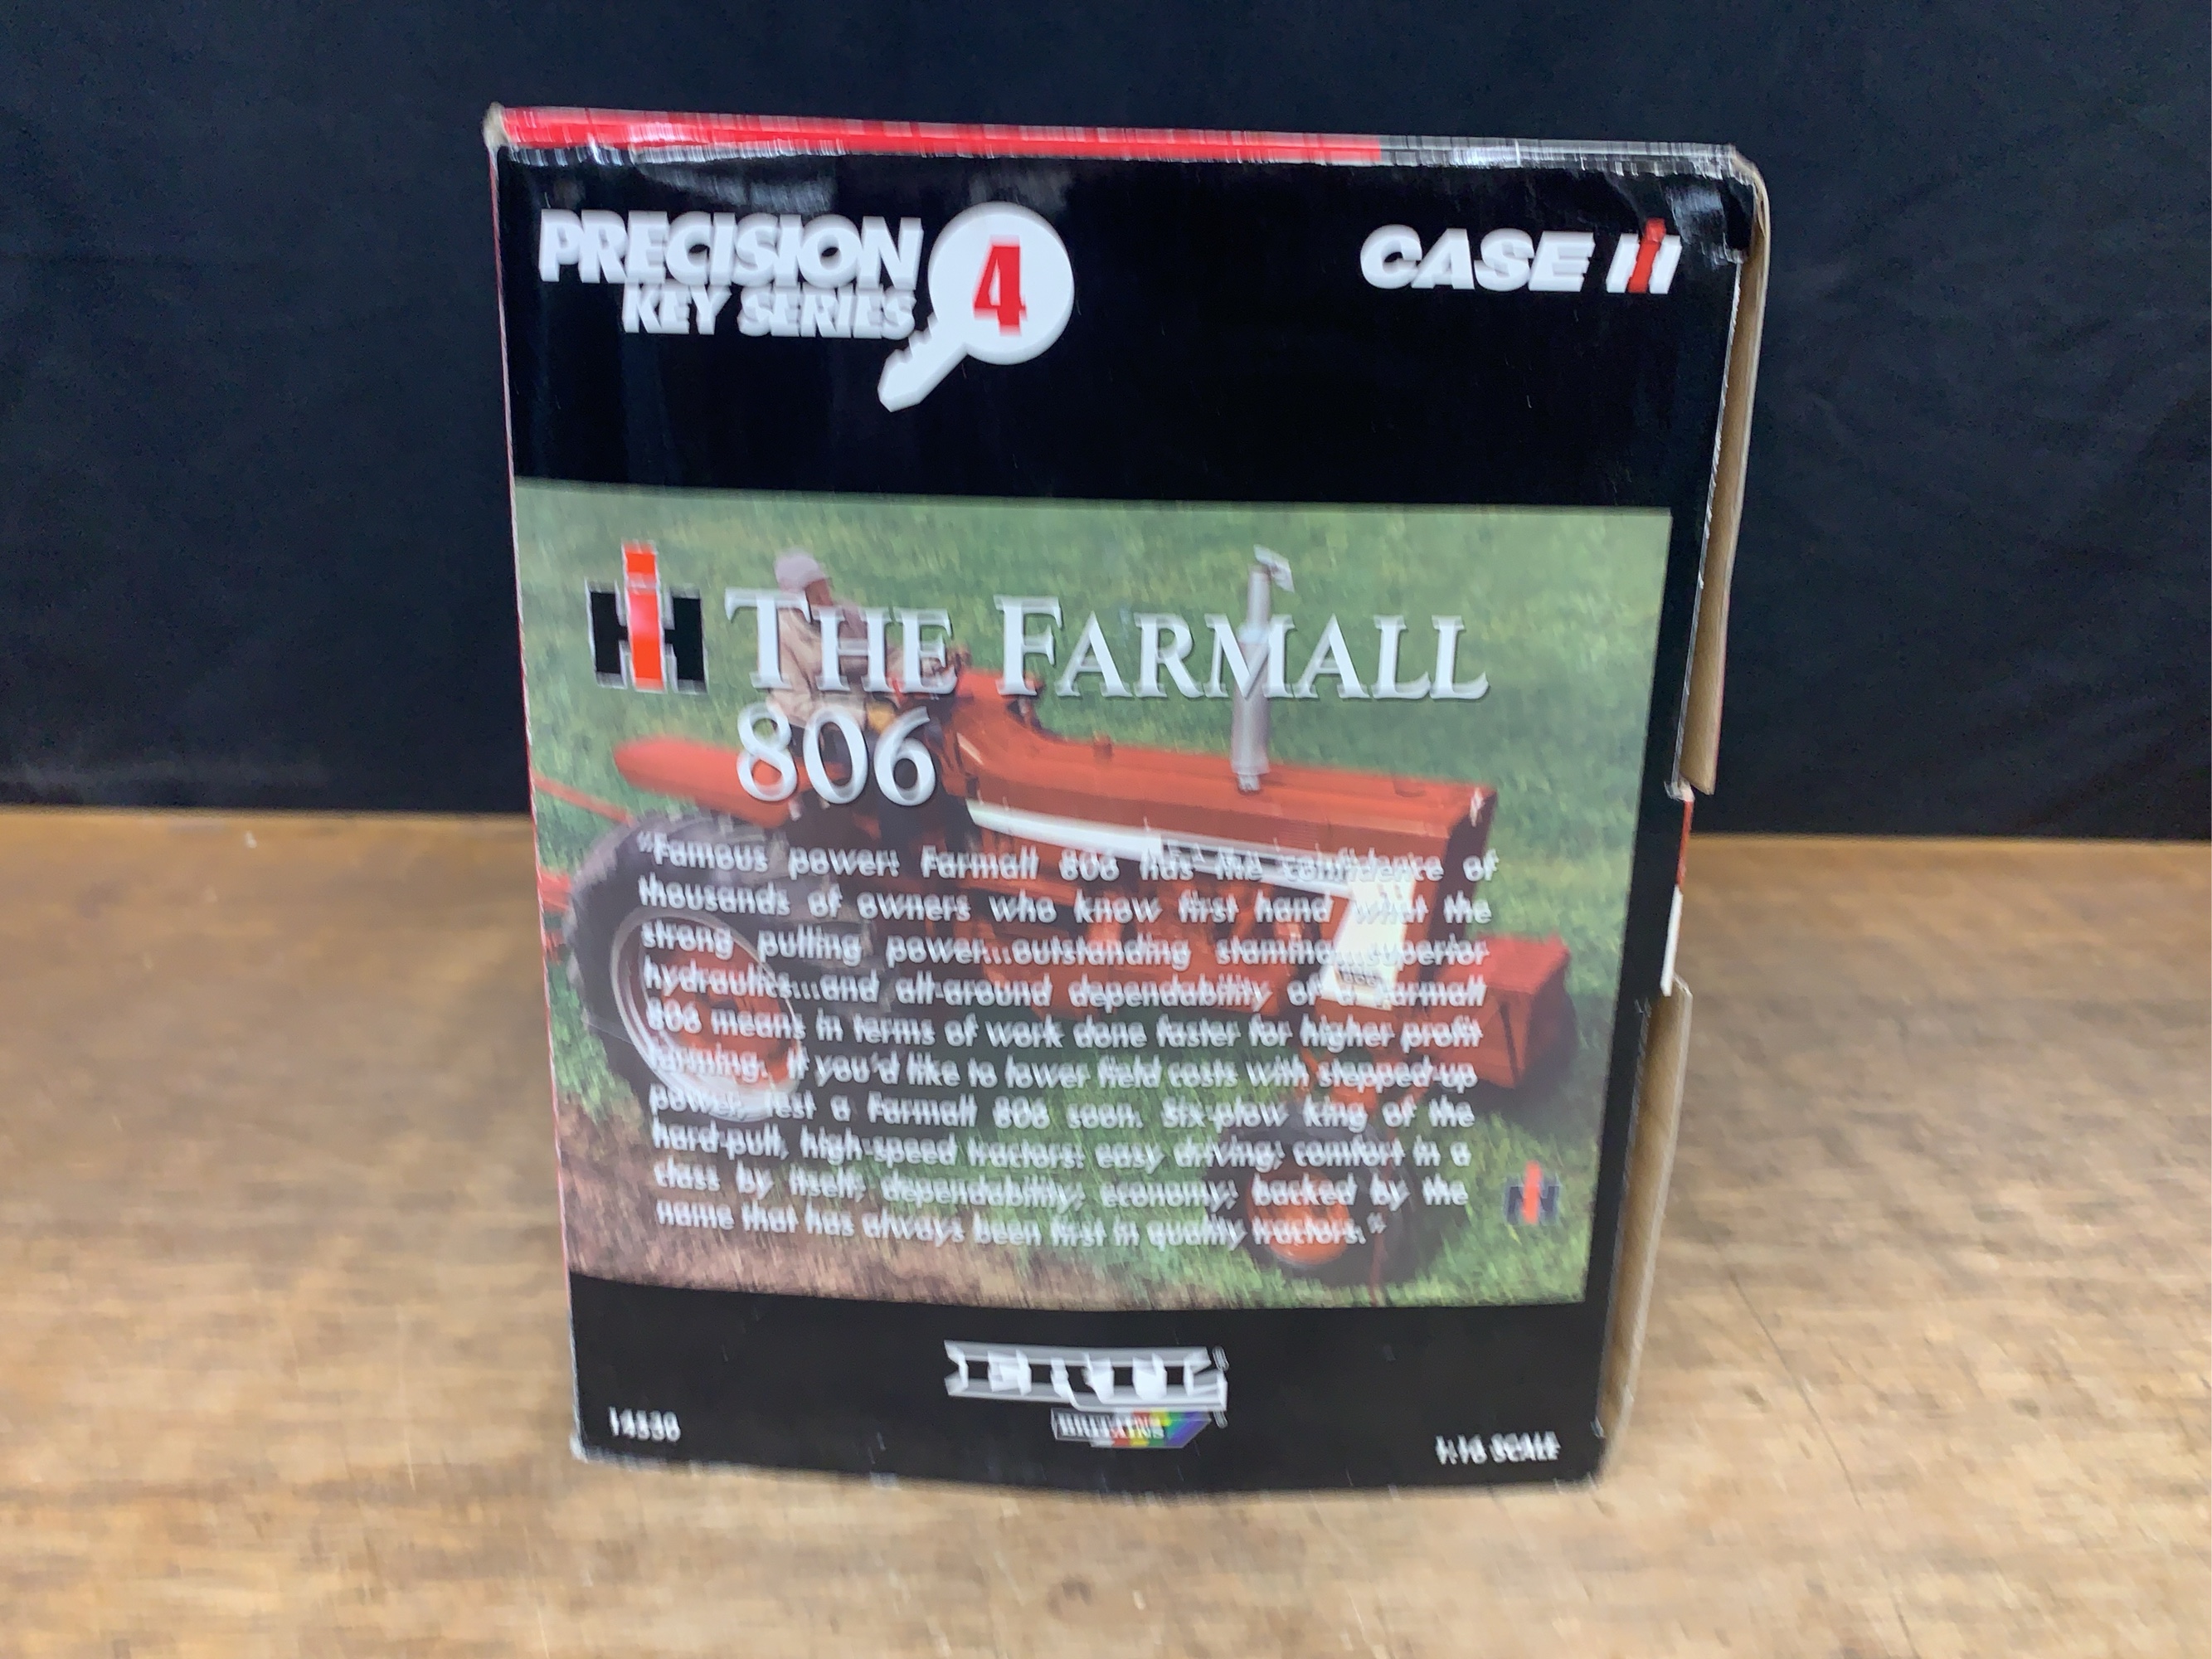 PRECISION
KEY SERIES
4
CASE IH
IH THE FARMALL
806
"Famous power: Farmall 806 has the confidence of
thousands of owners who know first hand what the
strong pulling power...outstanding stamina...superior
hydraulics...and all-around dependability of a Farmall
806 means in terms of work done faster for higher profit
farming. If you'd like to lower field costs with stepped-up
power, test a Farmall 806 soon. Six-plow king of the
hard-pull, high-speed tractors: easy driving; comfort in a
class by itself; dependability; economy; backed by the
name that has always been first in quality tractors."
IH
ERTL
BRITAINS
1:16 SCALE